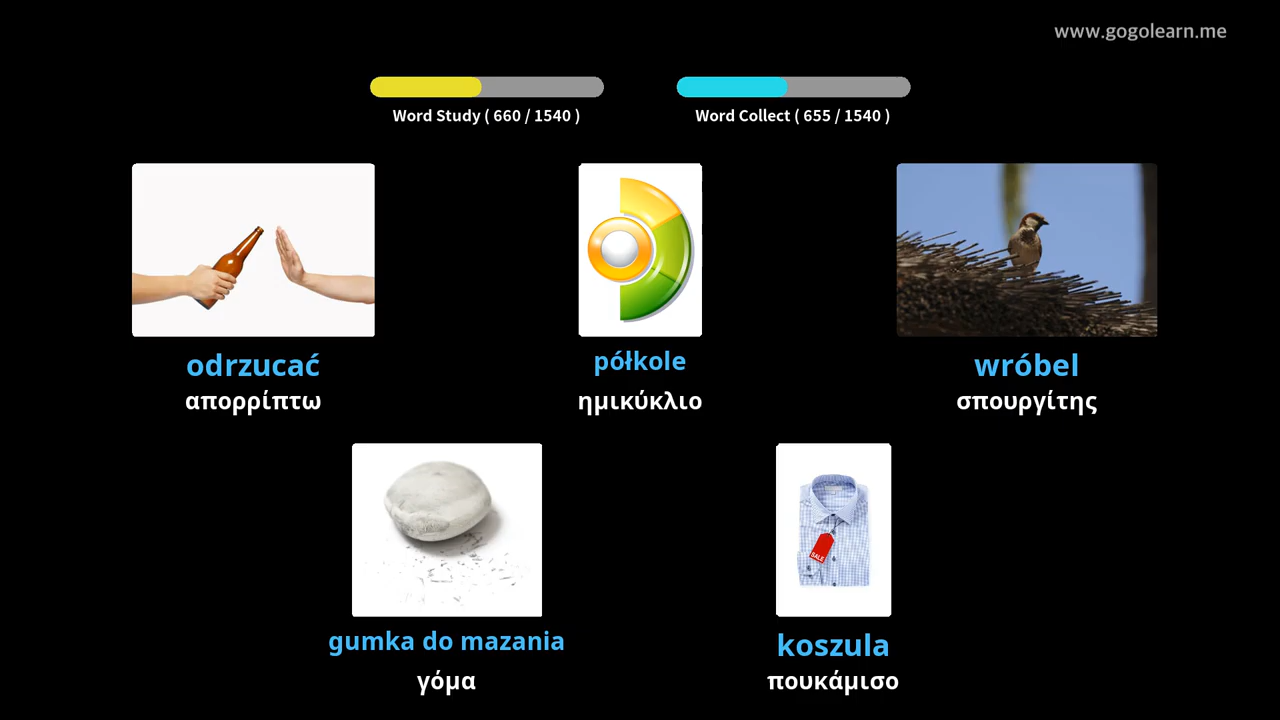 www.gogolearn.me
Word Study ( 660 / 1540 )
Word Collect ( 655 / 1540 )
odrzucać
απορρίπτω
półkole
ημικύκλιο
wróbel
σπουργίτης
SALE
gumka do mazania
γόμα
koszula
πουκάμισο